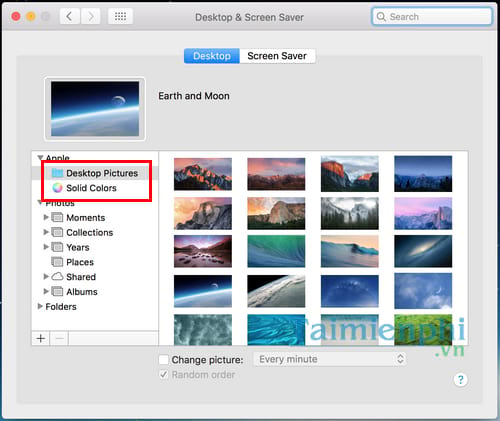 Desktop & Screen Saver
Search
Desktop
Screen Saver
Earth and Moon
Apple
Desktop Pictures
Solid Colors
Photos
Moments
Collections
Years
Places
Shared
Albums
Folders
+ −
Taimienphi
.vn
Change picture: Every minute
Random order
?